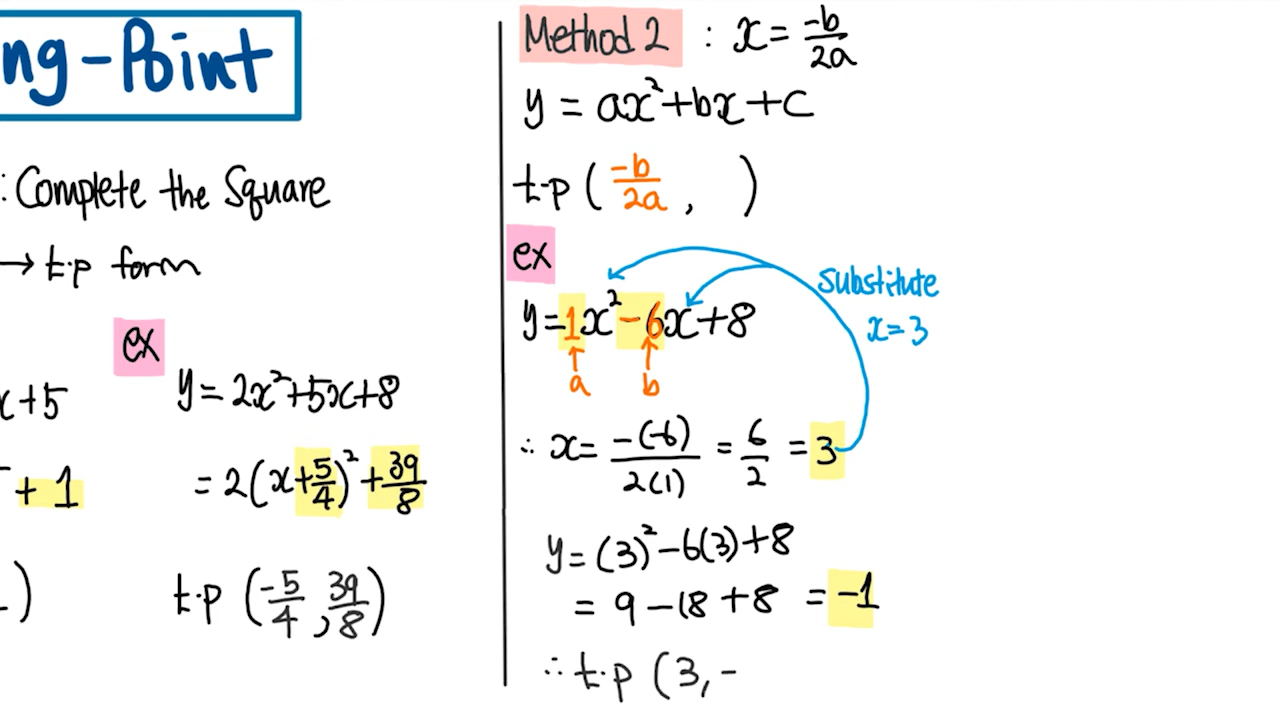 ng-Point
: Complete the Square
→ t.p form
ex
x+5
y = 2x²+5x+8
+ 1
= 2(x+5/4)²+39/8
)
t.p (-5/4, 39/8)
Method 2 : x = -b/2a
y = ax²+bx+c
t.p (-b/2a, )
ex
substitute
x=3
y=1x²-6x+8
a b
∴ x= -(-6)/2(1) = 6/2 = 3
y= (3)²-6(3)+8
= 9-18+8 = -1
∴ t.p (3, -